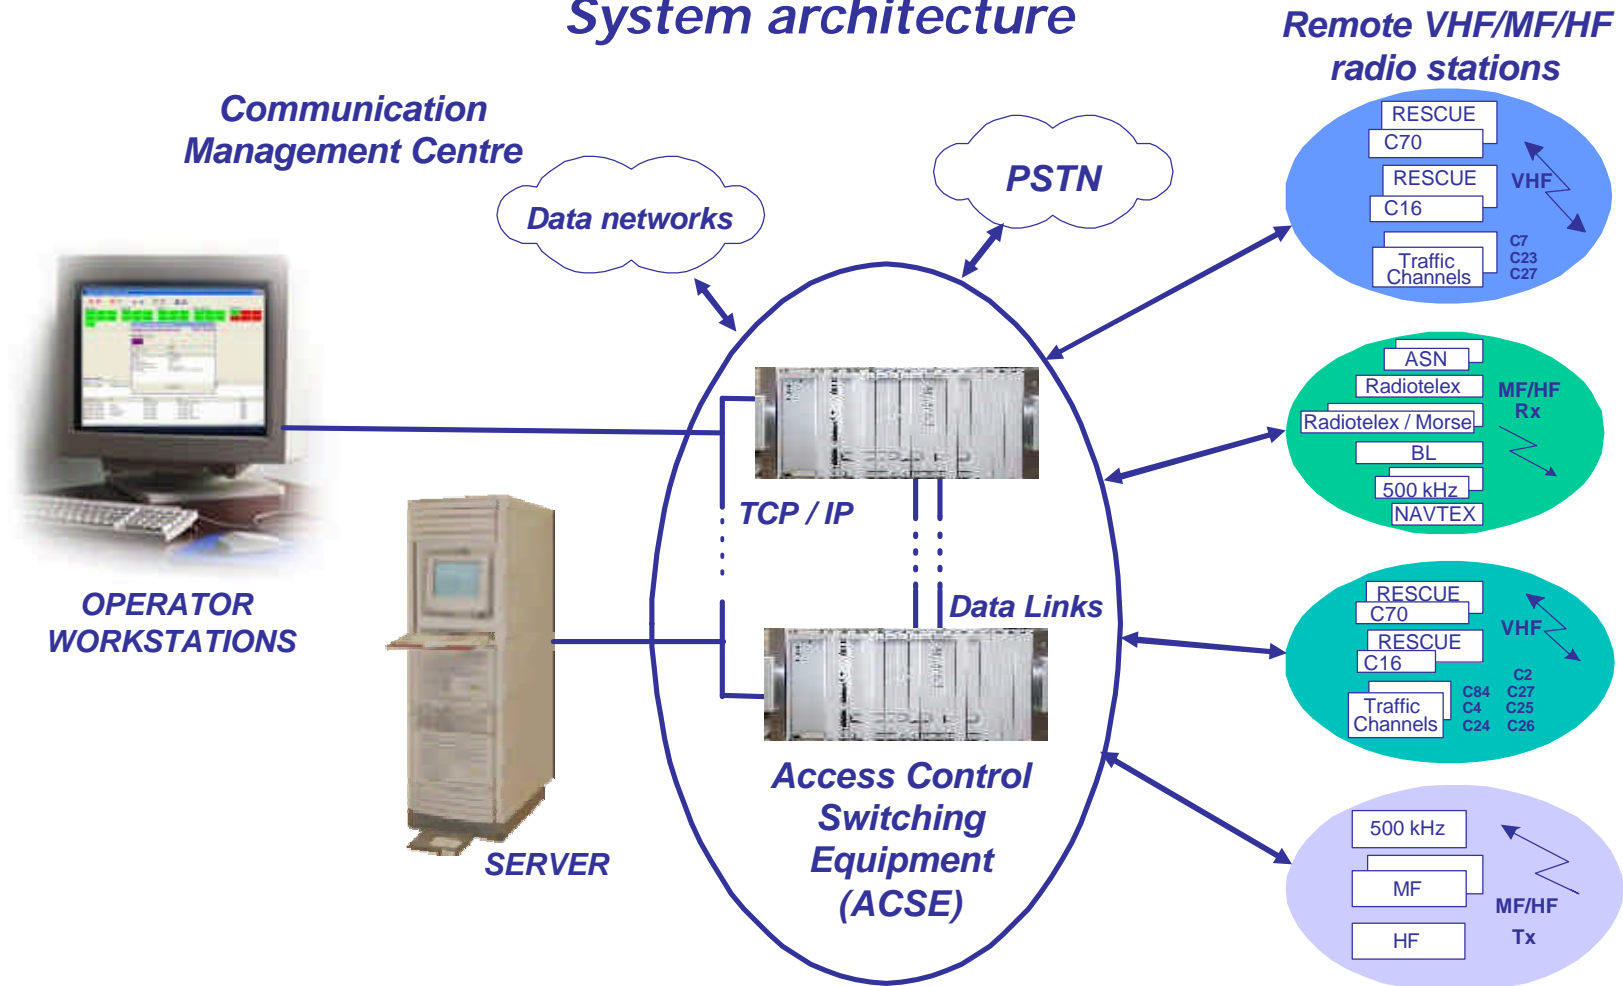 System architecture
Remote VHF/MF/HF
radio stations
Communication
Management Centre
Data networks
PSTN
RESCUE
C70
RESCUE
C16
VHF
Traffic
Channels
C7
C23
C27
ASN
Radiotelex
Radiotelex / Morse
BL
500 kHz
NAVTEX
MF/HF
Rx
TCP / IP
Data Links
OPERATOR
WORKSTATIONS
SERVER
Access Control
Switching
Equipment
(ACSE)
RESCUE
C70
RESCUE
C16
VHF
Traffic
Channels
C2
C84 C27
C4 C25
C24 C26
500 kHz
MF
HF
MF/HF
Tx